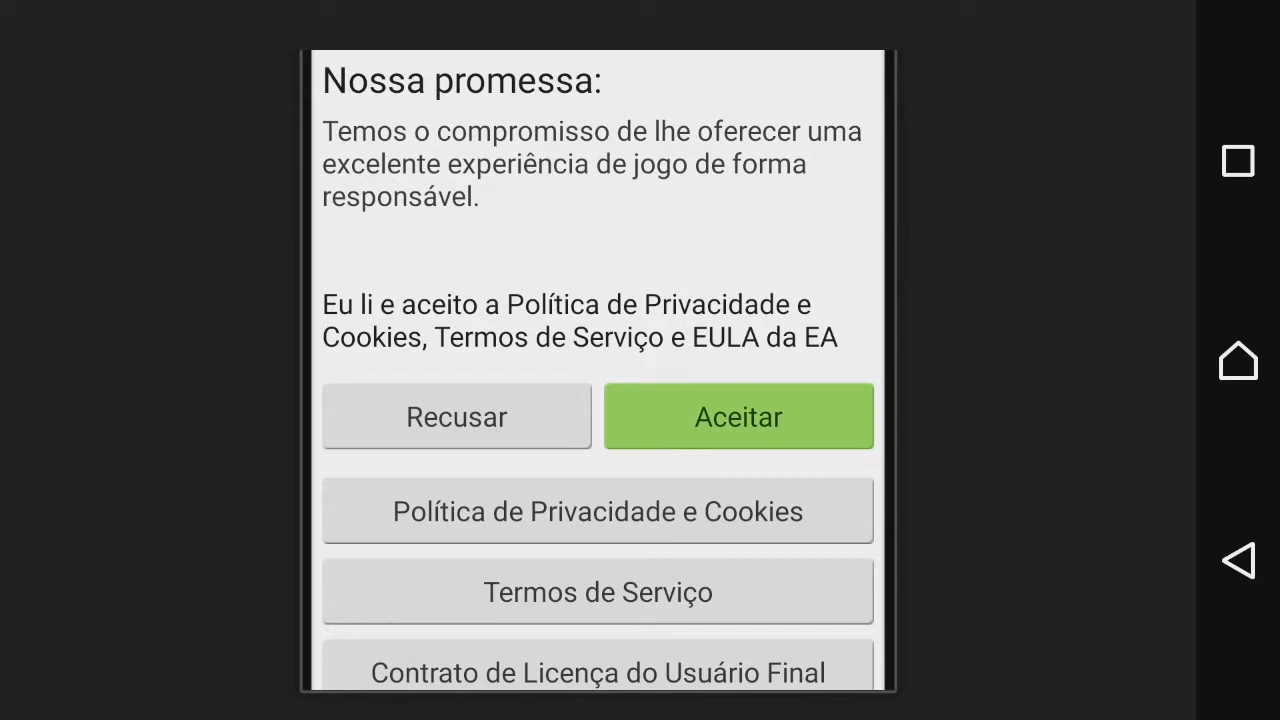 Nossa promessa:
Temos o compromisso de lhe oferecer uma
excelente experiência de jogo de forma
responsável.
Eu li e aceito a Política de Privacidade e
Cookies, Termos de Serviço e EULA da EA
Recusar
Aceitar
Política de Privacidade e Cookies
Termos de Serviço
Contrato de Licença do Usuário Final